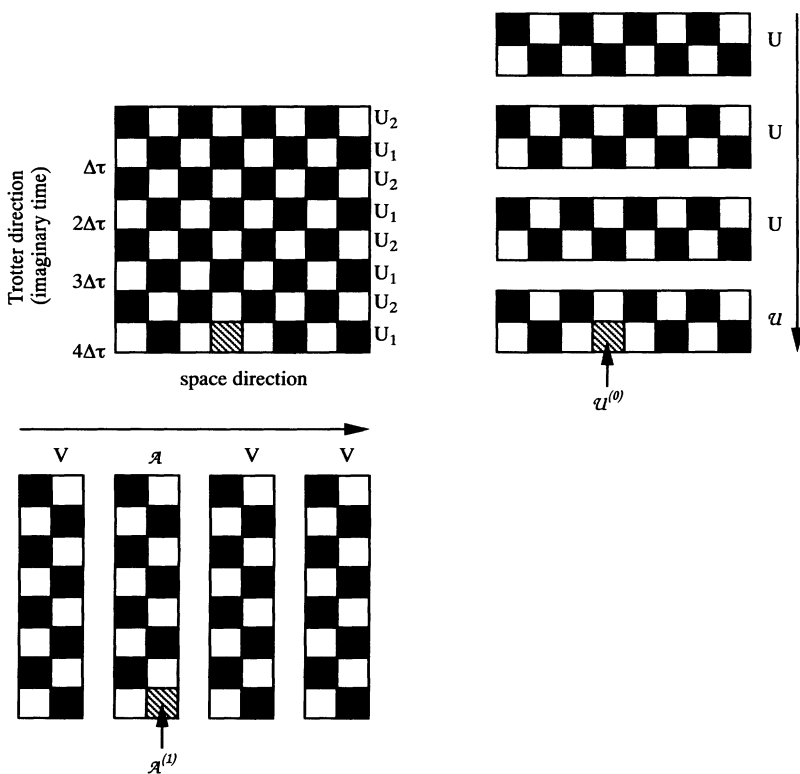 U
U₂
U₁
Δτ
U
U₂
2Δτ
U₁
U₂
U
3Δτ
U₁
U₂
𝒰
4Δτ
U₁
Trotter direction
(imaginary time)
space direction
𝒰⁽⁰⁾
V
𝒜
V
V
𝒜⁽¹⁾